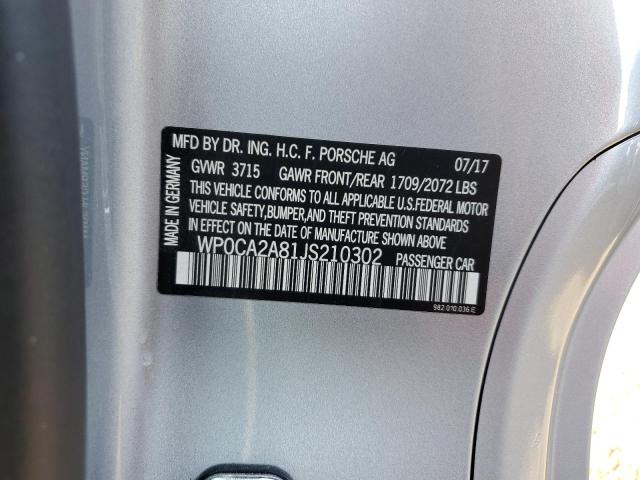 MFD BY DR. ING. H.C. F. PORSCHE AG 07/17
GVWR 3715 GAWR FRONT/REAR 1709/2072 LBS
THIS VEHICLE CONFORMS TO ALL APPLICABLE U.S.FEDERAL MOTOR
VEHICLE SAFETY,BUMPER,AND THEFT PREVENTION STANDARDS
IN EFFECT ON THE DATE OF MANUFACTURE SHOWN ABOVE
WP0CA2A81JS210302 PASSENGER CAR
MADE IN GERMANY
982 010.036.E